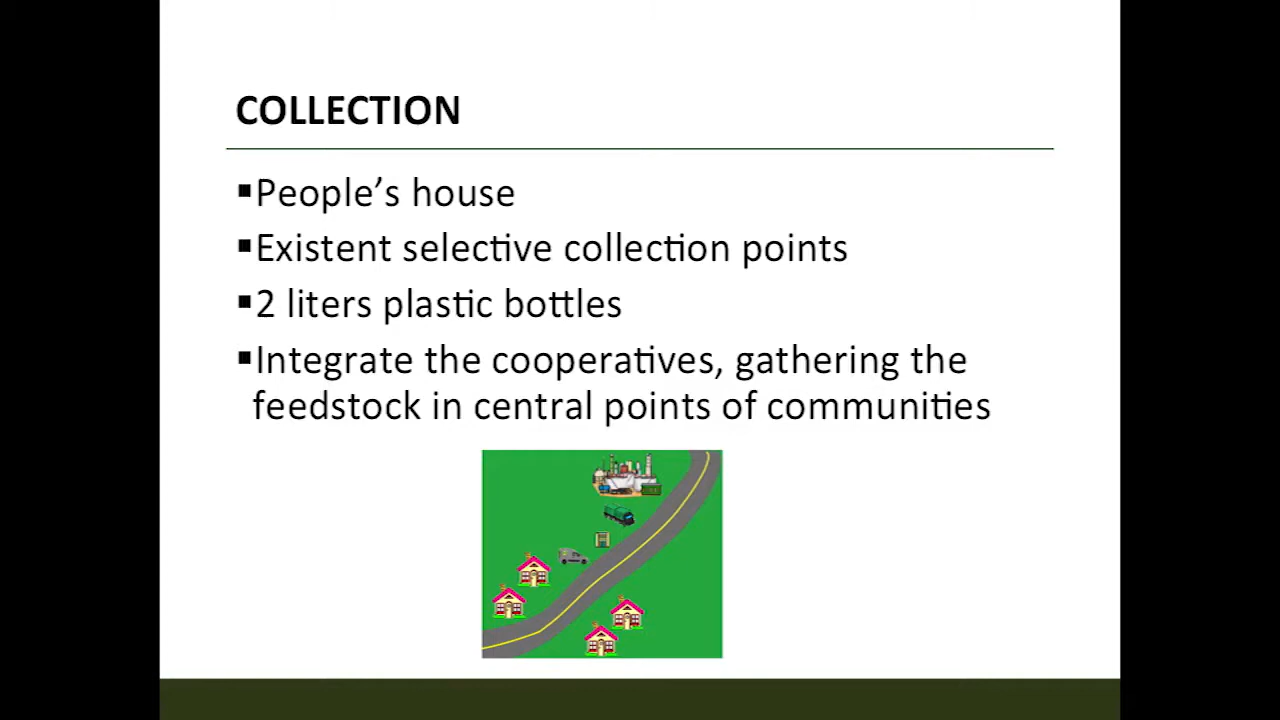 COLLECTION
▪People’s house
▪Existent selective collection points
▪2 liters plastic bottles
▪Integrate the cooperatives, gathering the
feedstock in central points of communities